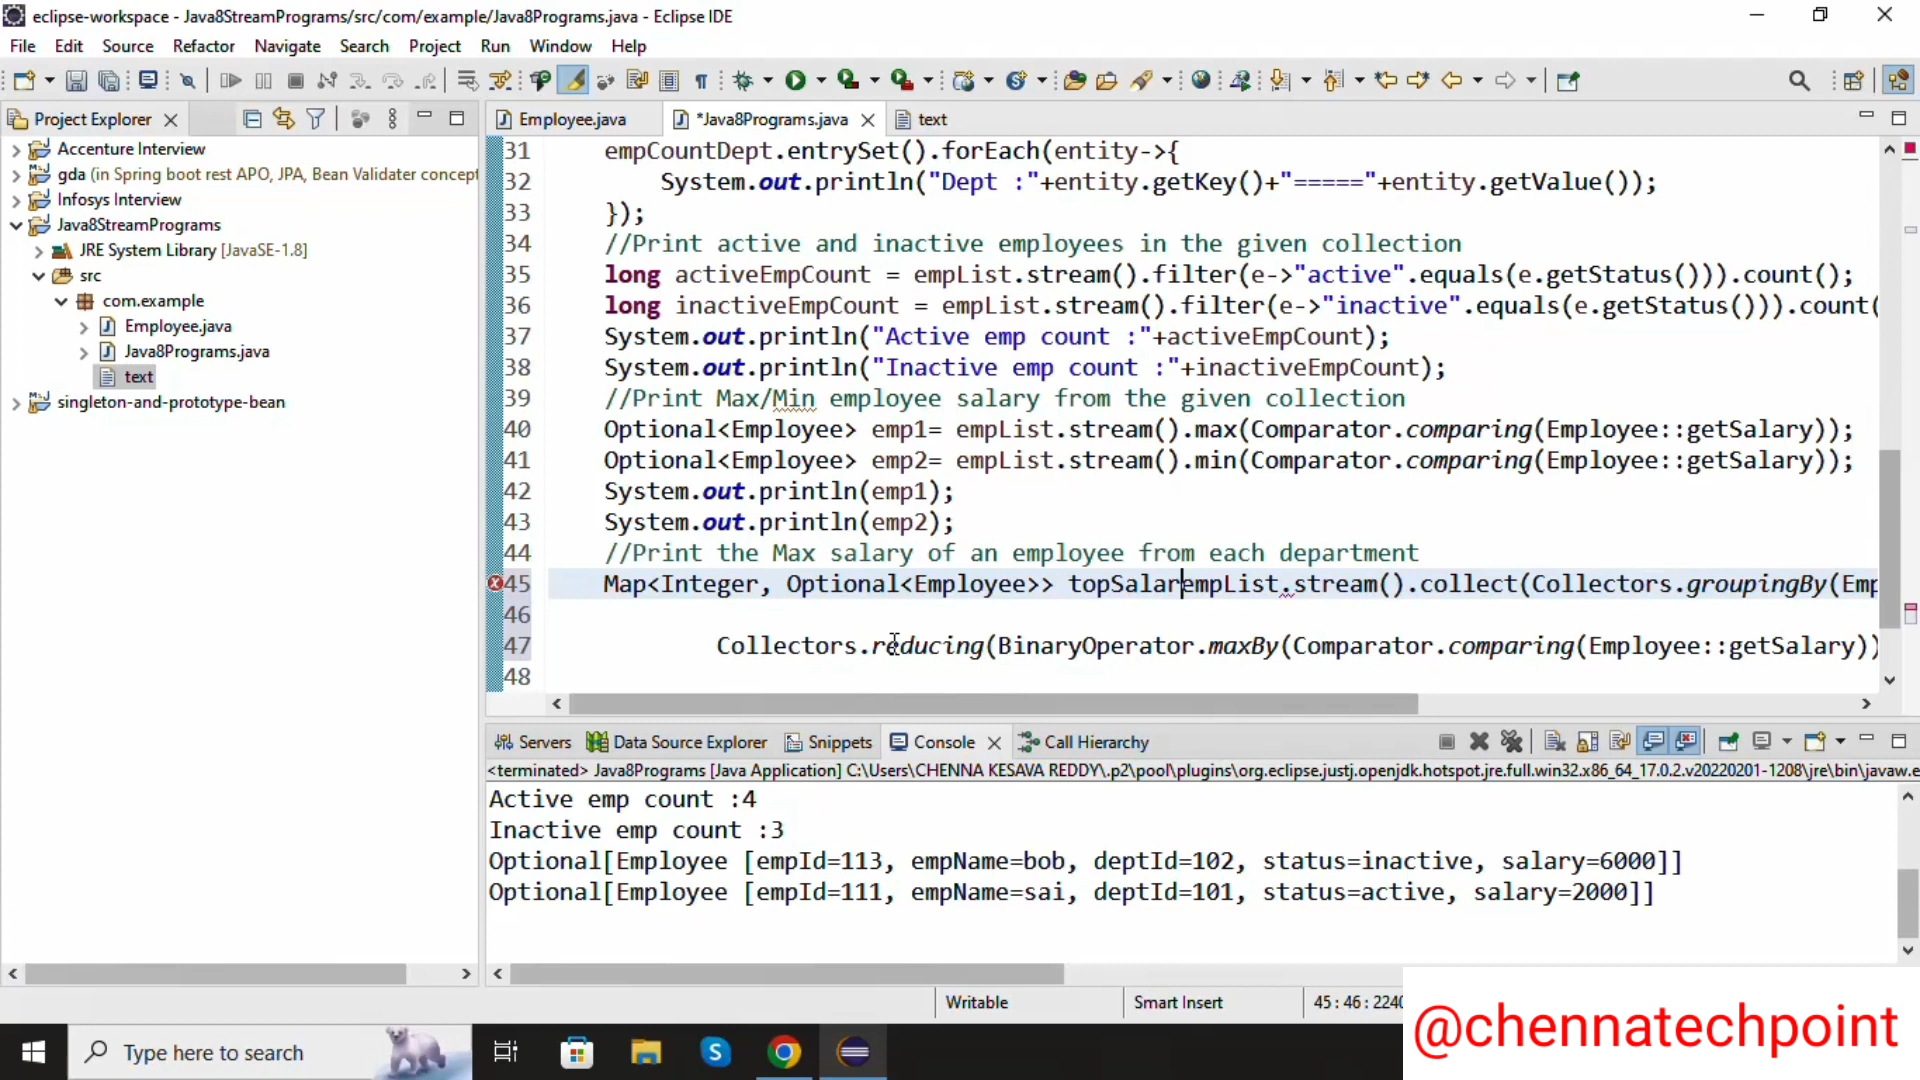 eclipse-workspace - Java8StreamPrograms/src/com/example/Java8Programs.java - Eclipse IDE
File Edit Source Refactor Navigate Search Project Run Window Help
Project Explorer
Accenture Interview
gda (in Spring boot rest APO, JPA, Bean Validater concept
Infosys Interview
Java8StreamPrograms
JRE System Library [JavaSE-1.8]
src
com.example
Employee.java
Java8Programs.java
text
singleton-and-prototype-bean
Employee.java *Java8Programs.java text
31 empCountDept.entrySet().forEach(entity->{
32 System.out.println("Dept :"+entity.getKey()+"====="+entity.getValue());
33 });
34 //Print active and inactive employees in the given collection
35 long activeEmpCount = empList.stream().filter(e->"active".equals(e.getStatus())).count();
36 long inactiveEmpCount = empList.stream().filter(e->"inactive".equals(e.getStatus())).count(
37 System.out.println("Active emp count :"+activeEmpCount);
38 System.out.println("Inactive emp count :"+inactiveEmpCount);
39 //Print Max/Min employee salary from the given collection
40 Optional<Employee> emp1= empList.stream().max(Comparator.comparing(Employee::getSalary));
41 Optional<Employee> emp2= empList.stream().min(Comparator.comparing(Employee::getSalary));
42 System.out.println(emp1);
43 System.out.println(emp2);
44 //Print the Max salary of an employee from each department
45 Map<Integer, Optional<Employee>> topSalarempList.stream().collect(Collectors.groupingBy(Emp
46
47 Collectors.reducing(BinaryOperator.maxBy(Comparator.comparing(Employee::getSalary))
48
Servers Data Source Explorer Snippets Console Call Hierarchy
<terminated> Java8Programs [Java Application] C:\Users\CHENNA KESAVA REDDY\.p2\pool\plugins\org.eclipse.justj.openjdk.hotspot.jre.full.win32.x86_64_17.0.2.v20220201-1208\jre\bin\javaw.e
Active emp count :4
Inactive emp count :3
Optional[Employee [empId=113, empName=bob, deptId=102, status=inactive, salary=6000]]
Optional[Employee [empId=111, empName=sai, deptId=101, status=active, salary=2000]]
Writable Smart Insert 45 : 46 : 2240
Type here to search
@chennatechpoint